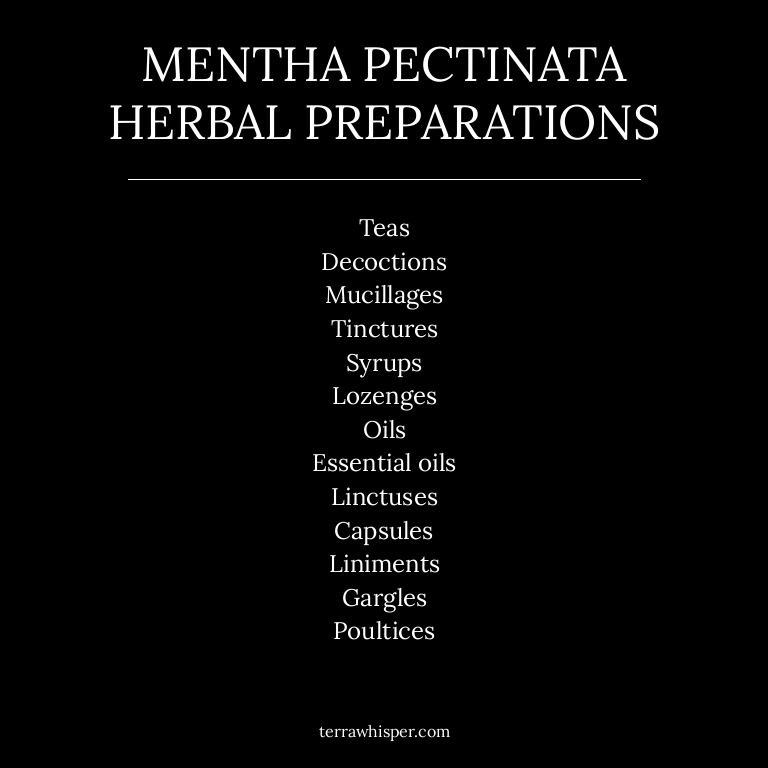 MENTHA PECTINATA
HERBAL PREPARATIONS
Teas
Decoctions
Mucillages
Tinctures
Syrups
Lozenges
Oils
Essential oils
Linctuses
Capsules
Liniments
Gargles
Poultices
terrawhisper.com